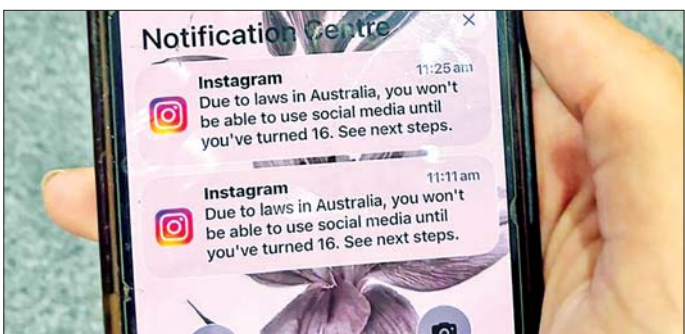 Notification Centre
Instagram 11:25 am
Due to laws in Australia, you won't
be able to use social media until
you've turned 16. See next steps.
Instagram 11:11 am
Due to laws in Australia, you won't
be able to use social media until
you've turned 16. See next steps.